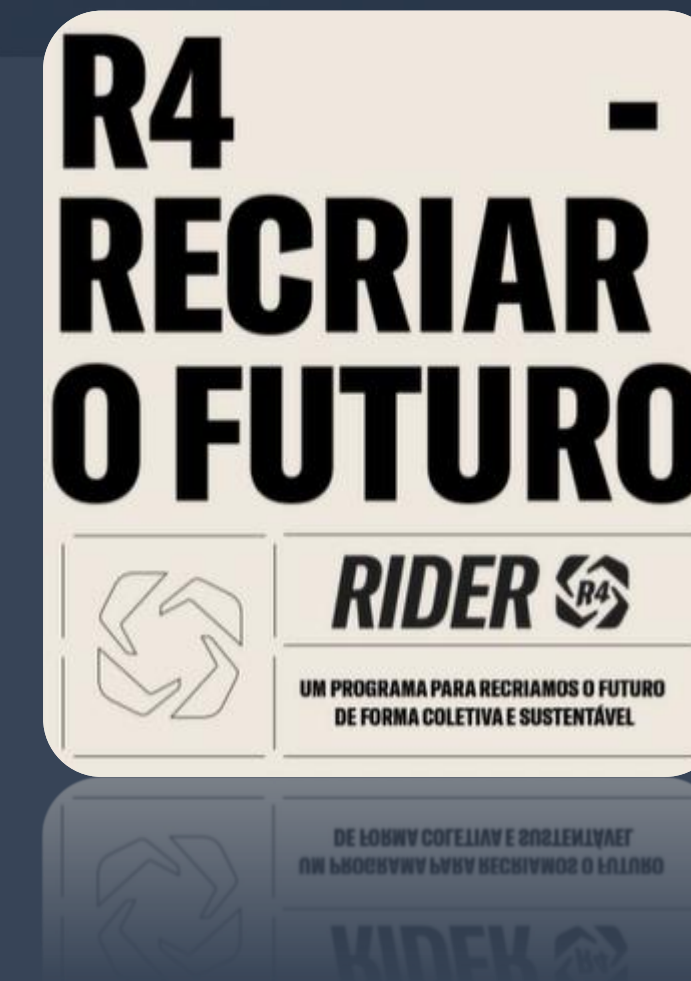 R4 -
RECRIAR
O FUTURO
RIDER R4
UM PROGRAMA PARA RECRIAMOS O FUTURO
DE FORMA COLETIVA E SUSTENTÁVEL